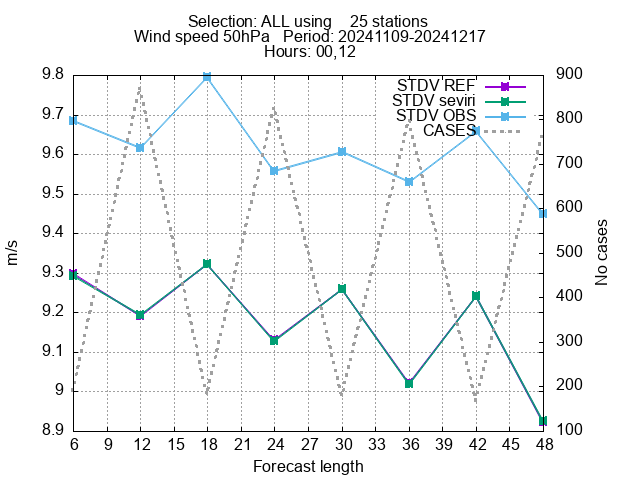 Selection: ALL using 25 stations
Wind speed 50hPa Period: 20241109-20241217
Hours: 00,12
STDV REF
STDV seviri
STDV OBS
CASES
9.8
9.7
9.6
9.5
9.4
9.3
9.2
9.1
9
8.9
m/s
900
800
700
600
500
400
300
200
100
No cases
6 9 12 15 18 21 24 27 30 33 36 39 42 45 48
Forecast length